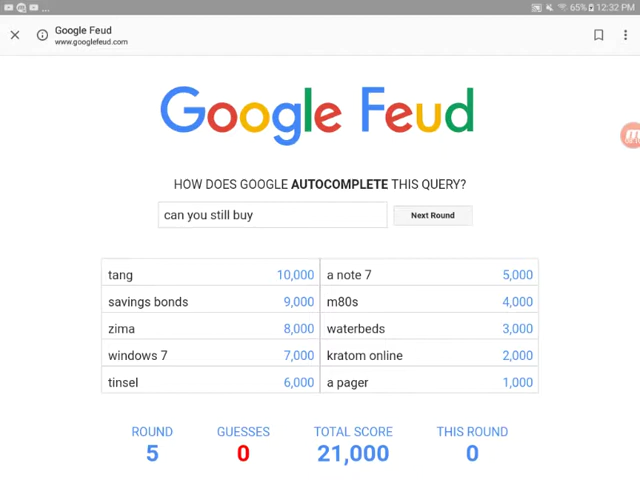 65% 12:32 PM
Google Feud
www.googlefeud.com
Google Feud
HOW DOES GOOGLE AUTOCOMPLETE THIS QUERY?
can you still buy Next Round
tang 10,000 a note 7 5,000
savings bonds 9,000 m80s 4,000
zima 8,000 waterbeds 3,000
windows 7 7,000 kratom online 2,000
tinsel 6,000 a pager 1,000
ROUND GUESSES TOTAL SCORE THIS ROUND
5 0 21,000 0